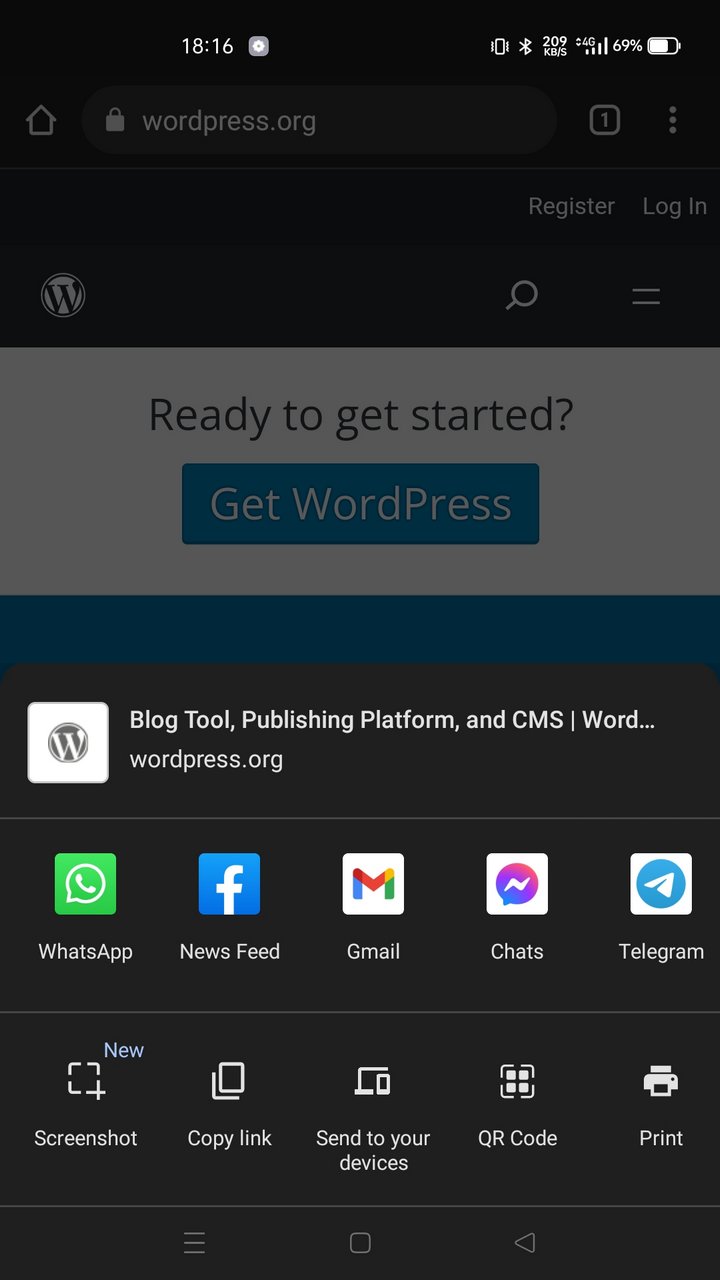 18:16 209 KB/S 4G 69%
wordpress.org 1
Register Log In
Ready to get started?
Get WordPress
Blog Tool, Publishing Platform, and CMS | Word...
wordpress.org
WhatsApp News Feed Gmail Chats Telegram
New
Screenshot Copy link Send to your devices QR Code Print